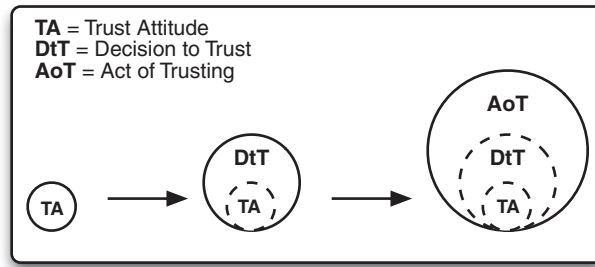 TA = Trust Attitude
DtT = Decision to Trust
AoT = Act of Trusting
TA
DtT
TA
AoT
DtT
TA